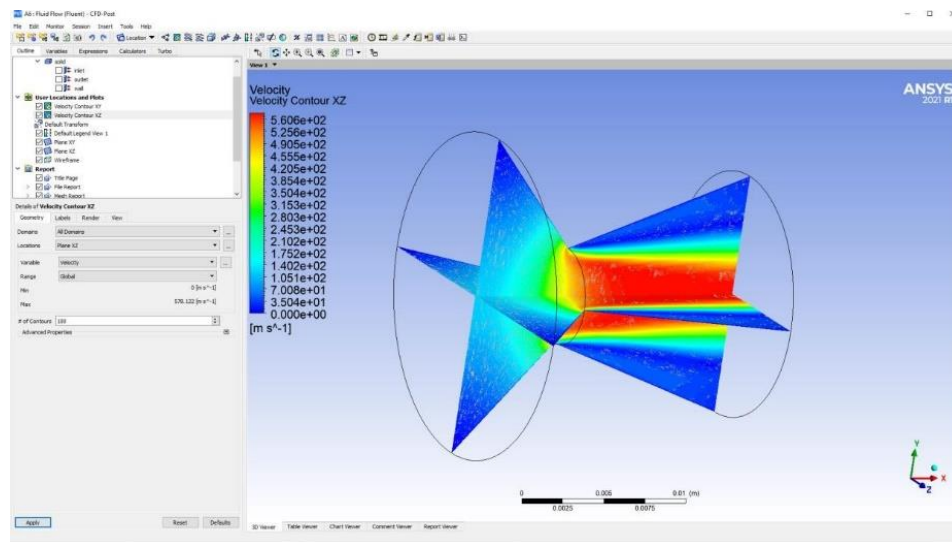 A6 : Fluid Flow (Fluent) - CFD-Post
File Edit Monitor Session Insert Tools Help
Location
Outline Variables Expressions Calculators Turbo
solid
inlet
outlet
wall
User Locations and Plots
Velocity Contour XY
Velocity Contour XZ
Default Transform
Default Legend View 1
Plane XY
Plane XZ
Wireframe
Report
Title Page
File Report
Mesh Report
Details of Velocity Contour XZ
Geometry Labels Render View
Domains All Domains
Locations Plane XZ
Variable Velocity
Range Global
Min 0 [m s^-1]
Max 578.132 [m s^-1]
# of Contours 100
Advanced Properties
Apply Reset Defaults
View 1
Velocity
Velocity Contour XZ
5.606e+02
5.256e+02
4.905e+02
4.555e+02
4.205e+02
3.854e+02
3.504e+02
3.153e+02
2.803e+02
2.453e+02
2.102e+02
1.752e+02
1.402e+02
1.051e+02
7.008e+01
3.504e+01
0.000e+00
[m s^-1]
ANSYS
2021 R
Y
X
Z
0 0.005 0.01 (m)
0.0025 0.0075
3D Viewer Table Viewer Chart Viewer Comment Viewer Report Viewer